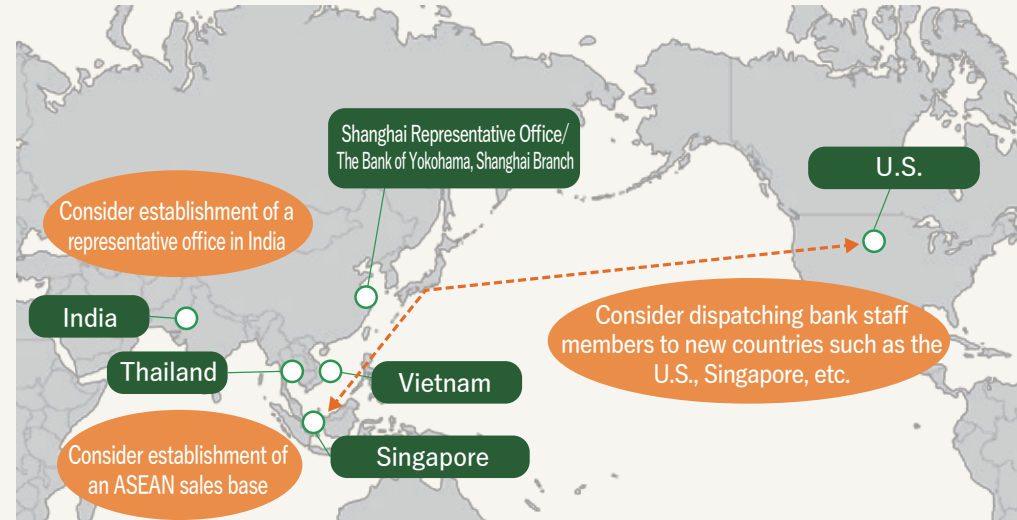 Shanghai Representative Office/
The Bank of Yokohama, Shanghai Branch
U.S.
Consider establishment of a
representative office in India
India
Consider dispatching bank staff
members to new countries such as the
U.S., Singapore, etc.
Thailand
Vietnam
Consider establishment of
an ASEAN sales base
Singapore